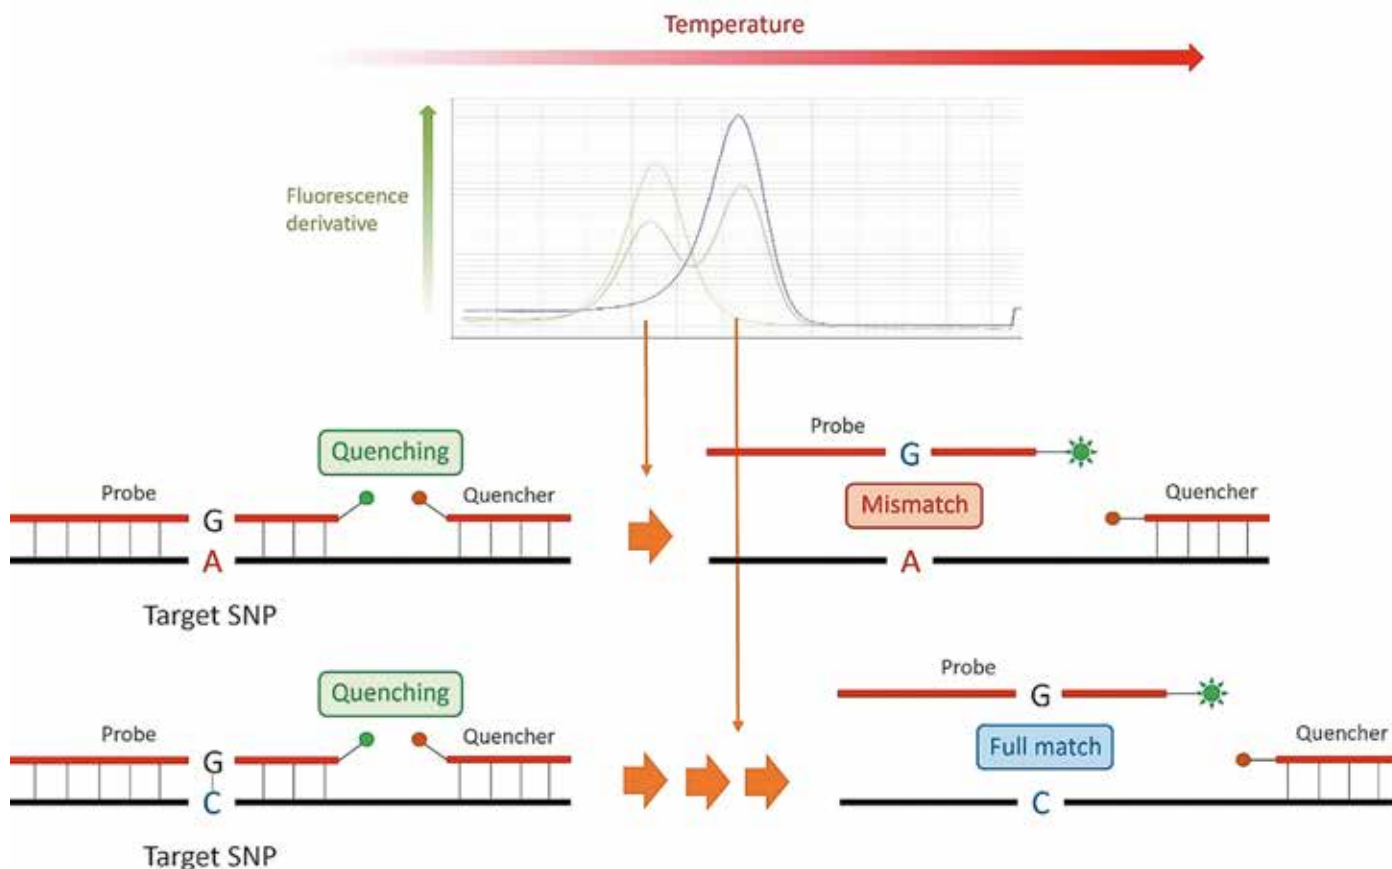 Temperature
Fluorescence
derivative
Probe
Quenching
G
Mismatch
Probe
Quencher
Quencher
G
A
A
Target SNP
Probe
Quenching
G
Full match
Probe
Quencher
Quencher
G
C
C
Target SNP